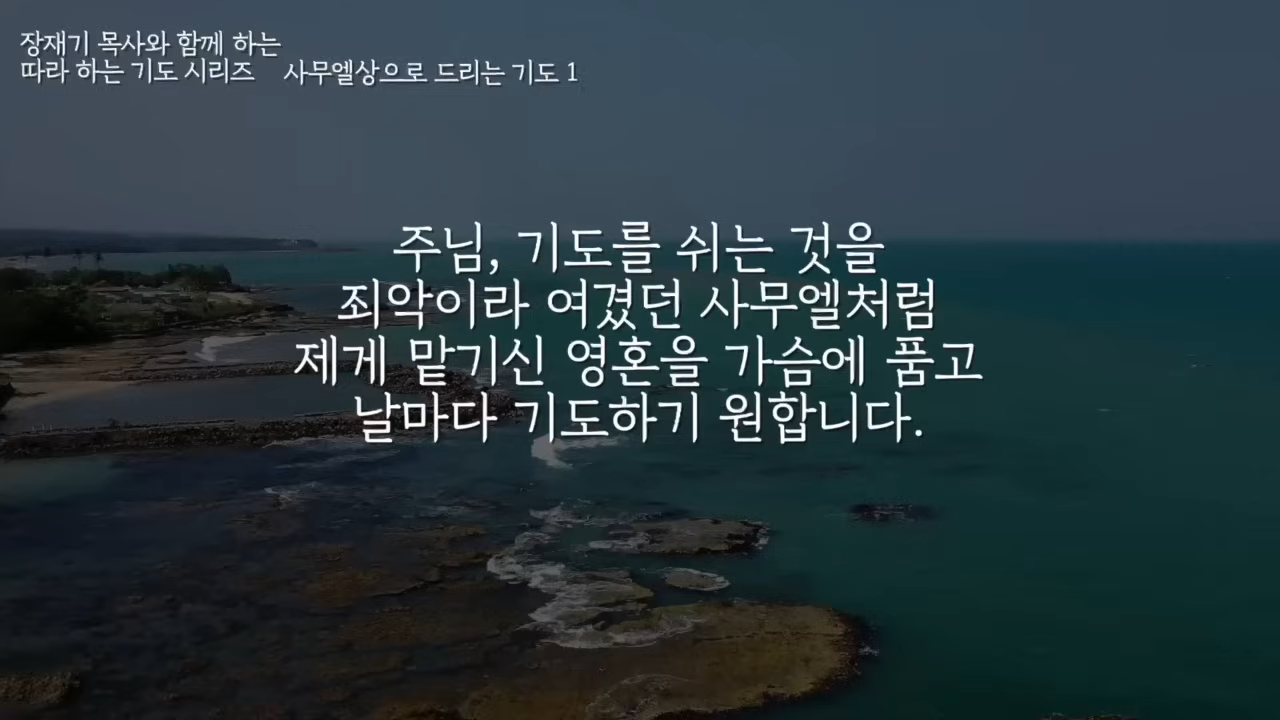 장재기 목사와 함께 하는
따라 하는 기도 시리즈 사무엘상으로 드리는 기도 1
주님, 기도를 쉬는 것을
죄악이라 여겼던 사무엘처럼
제게 맡기신 영혼을 가슴에 품고
날마다 기도하기 원합니다.